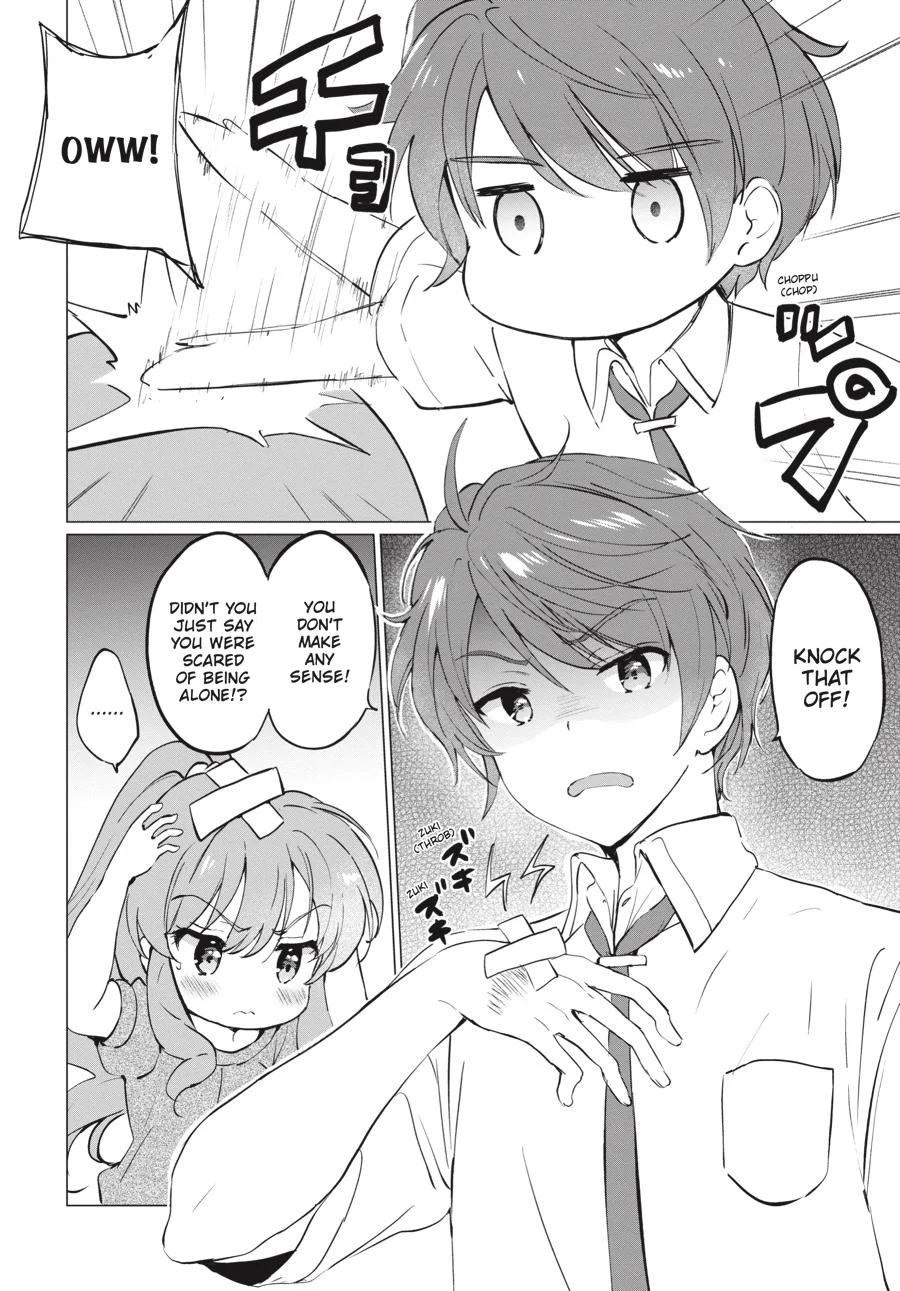 チョップ
CHOPPU
(CHOP)
OWW!
KNOCK
THAT
OFF!
ズキ
ZUKI
(THROB)
ズキ
ZUKI
YOU
DON'T
MAKE
ANY
SENSE!
DIDN'T YOU
JUST SAY
YOU WERE
SCARED
OF BEING
ALONE!?
......